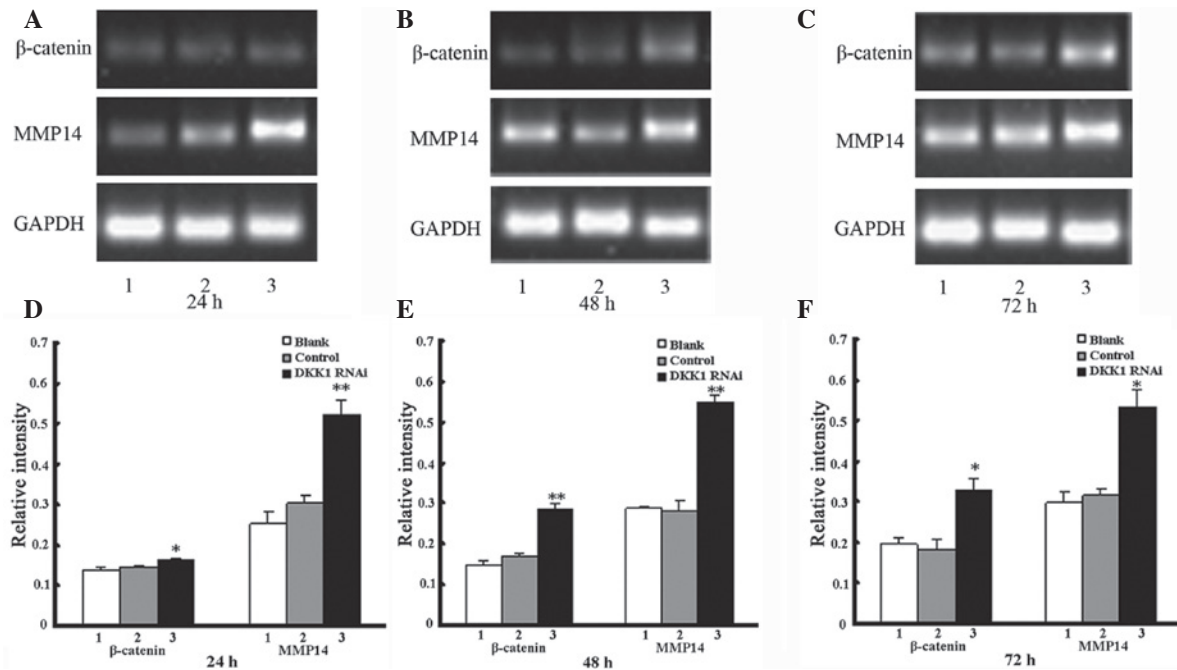 A
β-catenin
MMP14
GAPDH
1 2 3
24 h
B
β-catenin
MMP14
GAPDH
1 2 3
48 h
C
β-catenin
MMP14
GAPDH
1 2 3
72 h
D
Relative intensity
0.7
0.6
0.5
0.4
0.3
0.2
0.1
0
Blank
Control
DKK1 RNAi
*
**
1 2 3 1 2 3
β-catenin MMP14
24 h
E
Relative intensity
0.7
0.6
0.5
0.4
0.3
0.2
0.1
0
Blank
Control
DKK1 RNAi
**
**
1 2 3 1 2 3
β-catenin MMP14
48 h
F
Relative intensity
0.7
0.6
0.5
0.4
0.3
0.2
0.1
0
Blank
Control
DKK1 RNAi
*
*
1 2 3 1 2 3
β-catenin MMP14
72 h